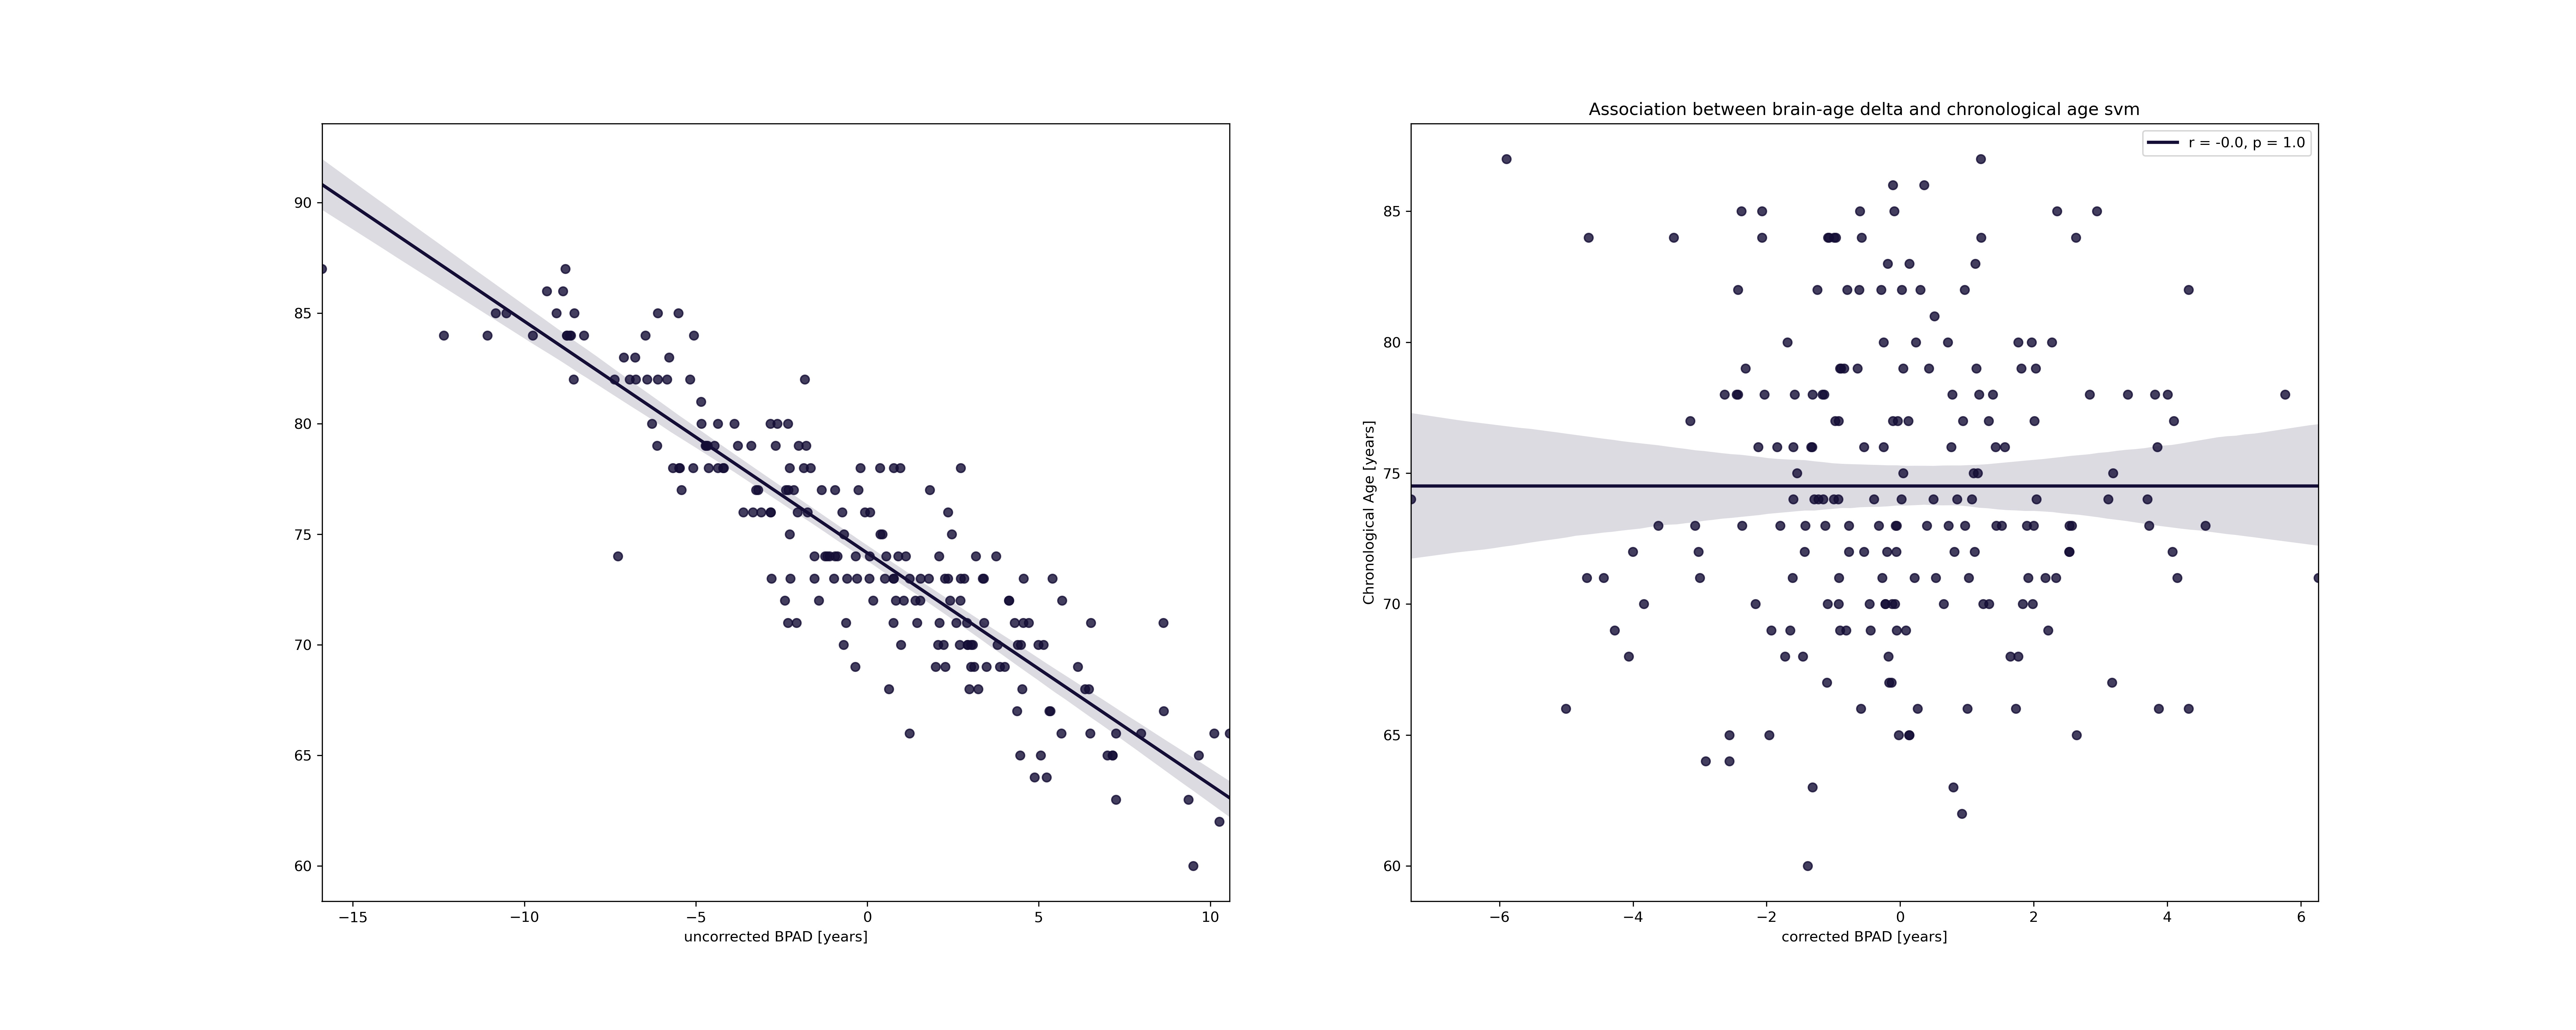 90
85
80
75
70
65
60
−15 −10 −5 0 5 10
uncorrected BPAD [years]
Association between brain-age delta and chronological age svm
r = -0.0, p = 1.0
Chronological Age [years]
85
80
75
70
65
60
−6 −4 −2 0 2 4 6
corrected BPAD [years]